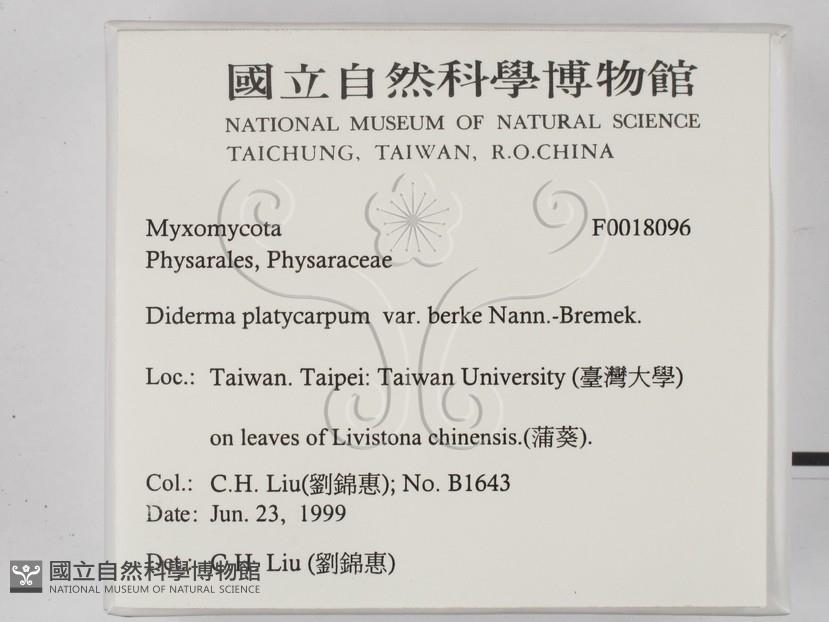 國立自然科學博物館
NATIONAL MUSEUM OF NATURAL SCIENCE
TAICHUNG, TAIWAN, R.O.CHINA
Myxomycota F0018096
Physarales, Physaraceae
Diderma platycarpum var. berke Nann.-Bremek.
Loc.: Taiwan. Taipei: Taiwan University (臺灣大學)
on leaves of Livistona chinensis.(蒲葵).
Col.: C.H. Liu(劉錦惠); No. B1643
Date: Jun. 23, 1999
Det.: C.H. Liu (劉錦惠)
國立自然科學博物館
NATIONAL MUSEUM OF NATURAL SCIENCE